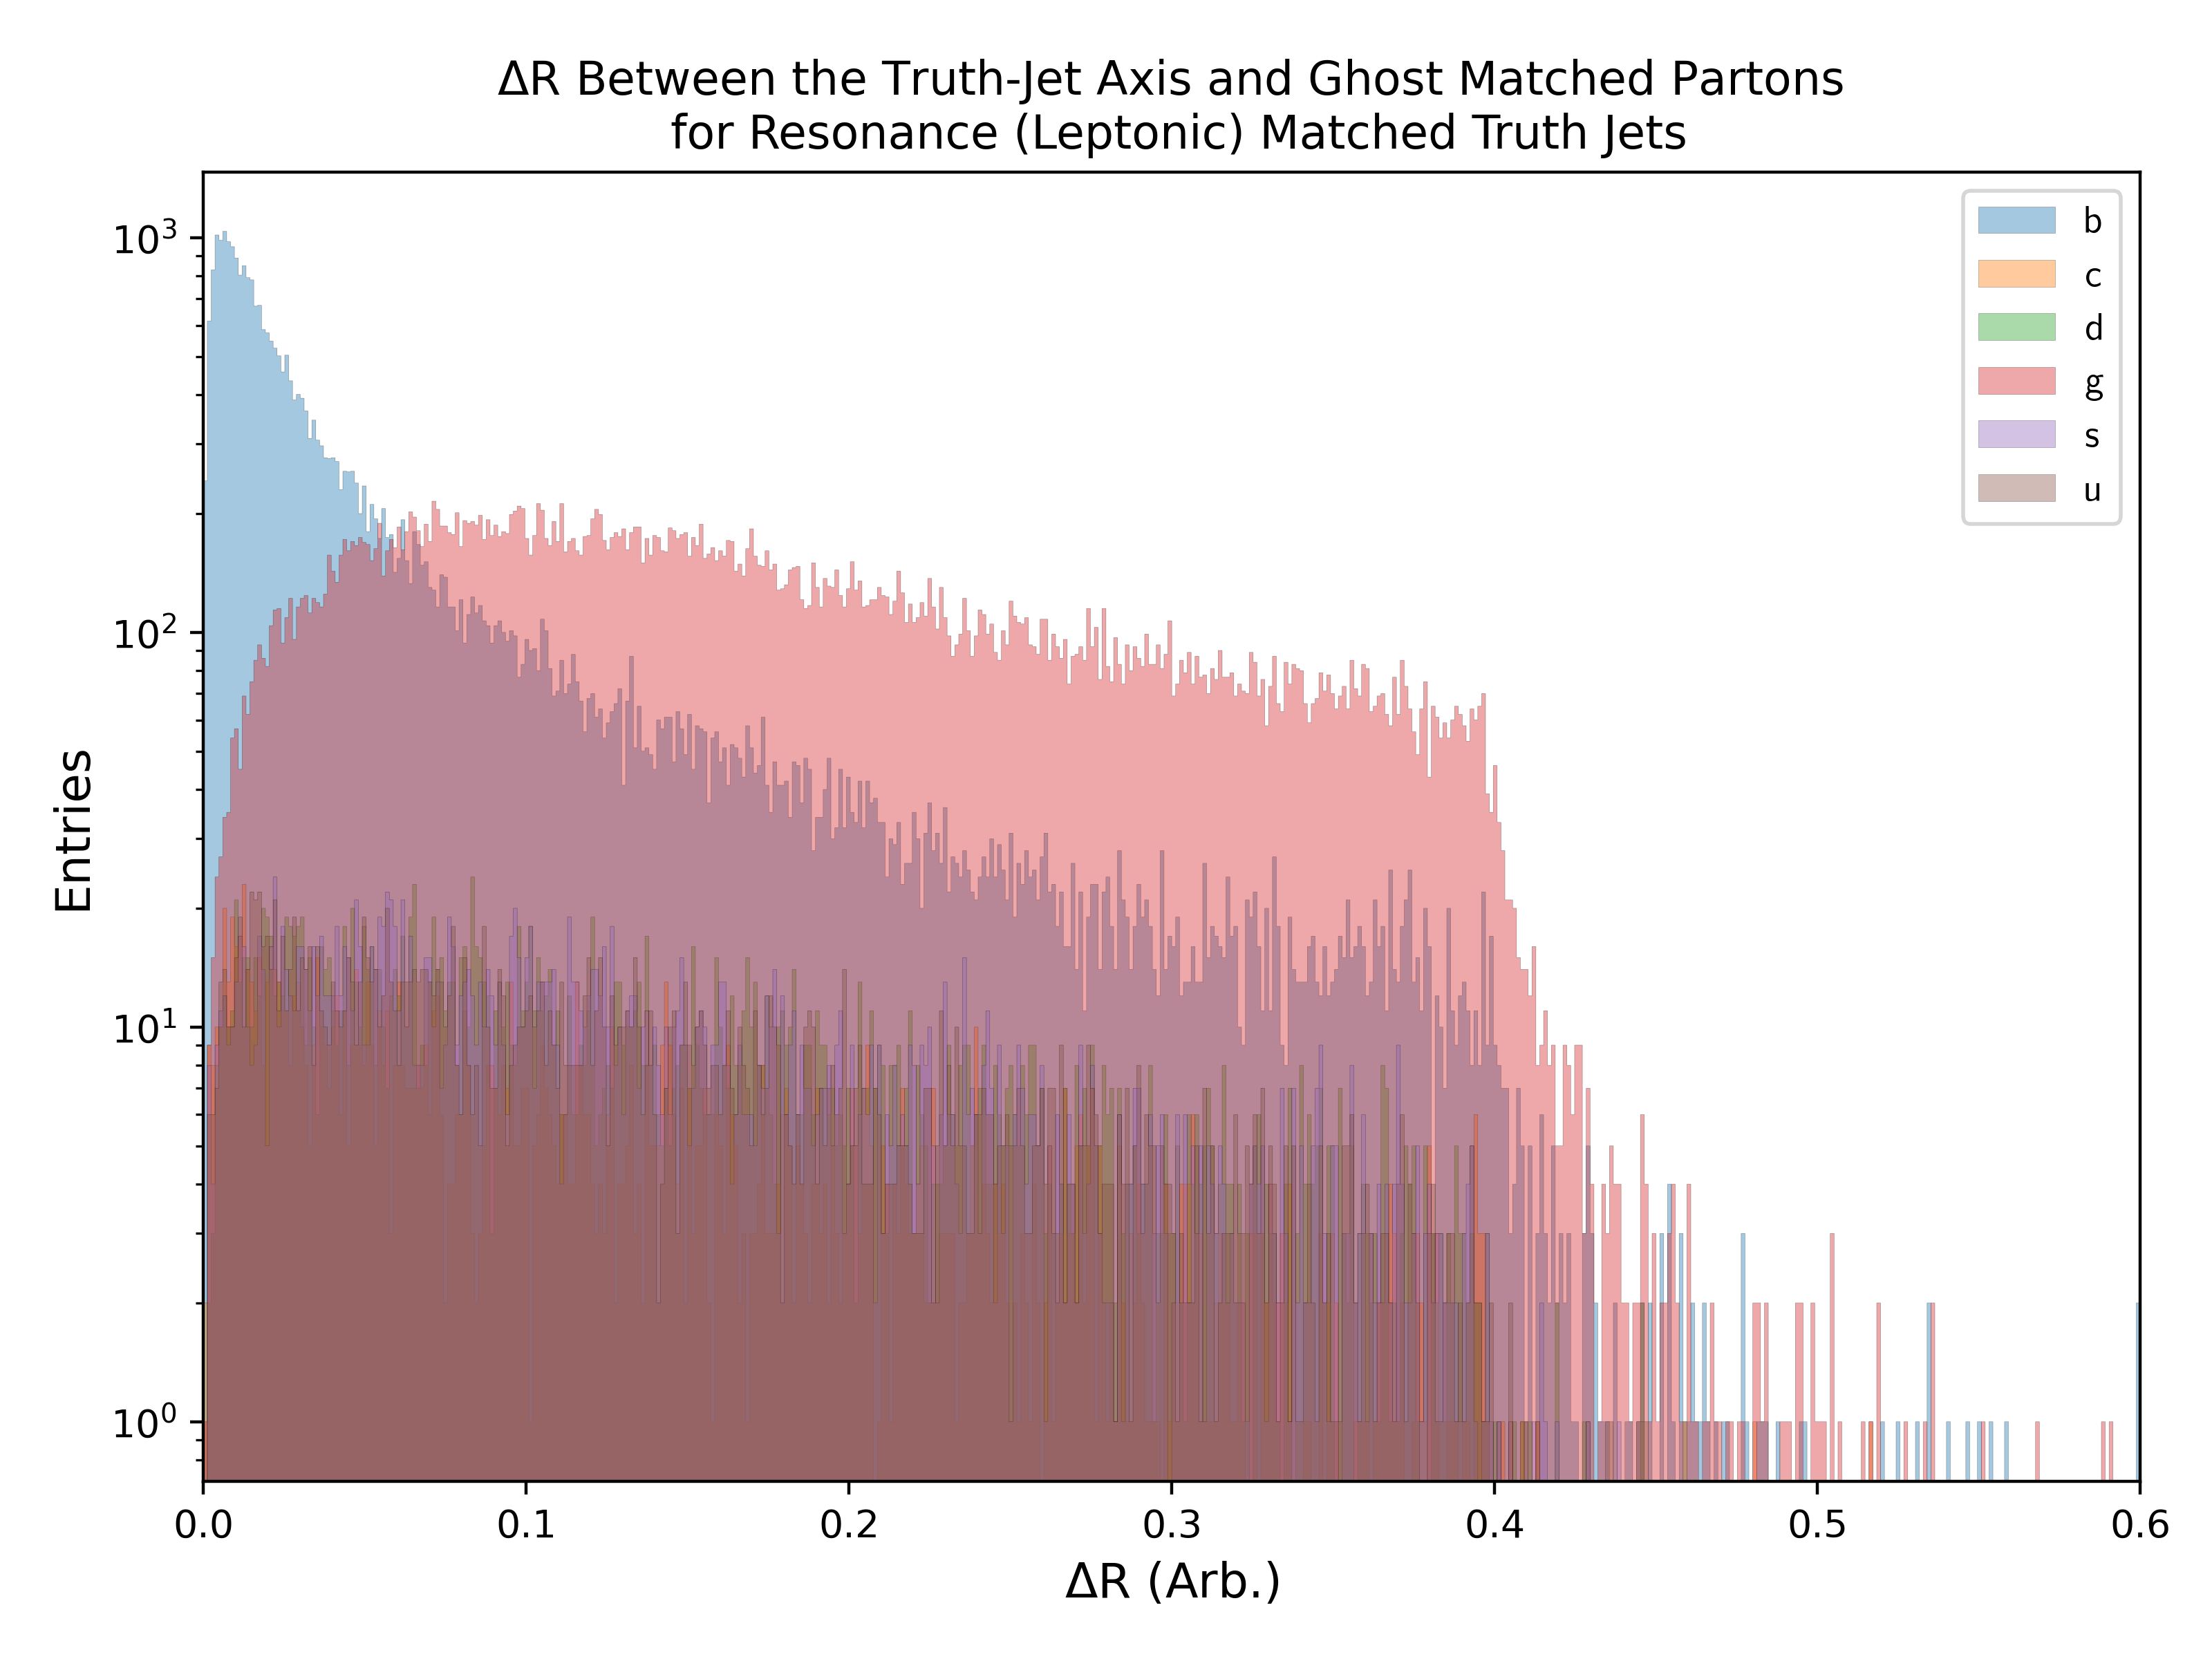 ΔR Between the Truth-Jet Axis and Ghost Matched Partons
for Resonance (Leptonic) Matched Truth Jets
b
c
d
g
s
u
10³
10²
10¹
10⁰
Entries
0.0 0.1 0.2 0.3 0.4 0.5 0.6
ΔR (Arb.)